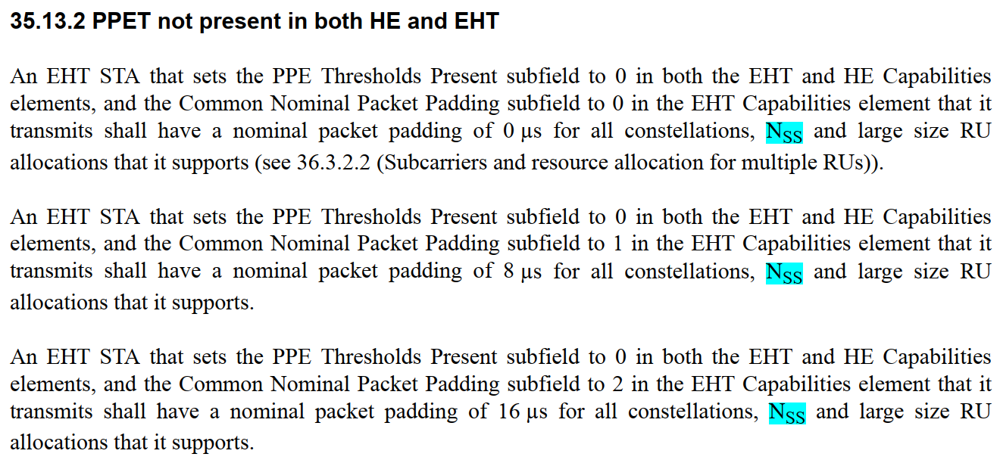 35.13.2 PPET not present in both HE and EHT
An EHT STA that sets the PPE Thresholds Present subfield to 0 in both the EHT and HE Capabilities
elements, and the Common Nominal Packet Padding subfield to 0 in the EHT Capabilities element that it
transmits shall have a nominal packet padding of 0 µs for all constellations, NSS and large size RU
allocations that it supports (see 36.3.2.2 (Subcarriers and resource allocation for multiple RUs)).
An EHT STA that sets the PPE Thresholds Present subfield to 0 in both the EHT and HE Capabilities
elements, and the Common Nominal Packet Padding subfield to 1 in the EHT Capabilities element that it
transmits shall have a nominal packet padding of 8 µs for all constellations, NSS and large size RU
allocations that it supports.
An EHT STA that sets the PPE Thresholds Present subfield to 0 in both the EHT and HE Capabilities
elements, and the Common Nominal Packet Padding subfield to 2 in the EHT Capabilities element that it
transmits shall have a nominal packet padding of 16 µs for all constellations, NSS and large size RU
allocations that it supports.